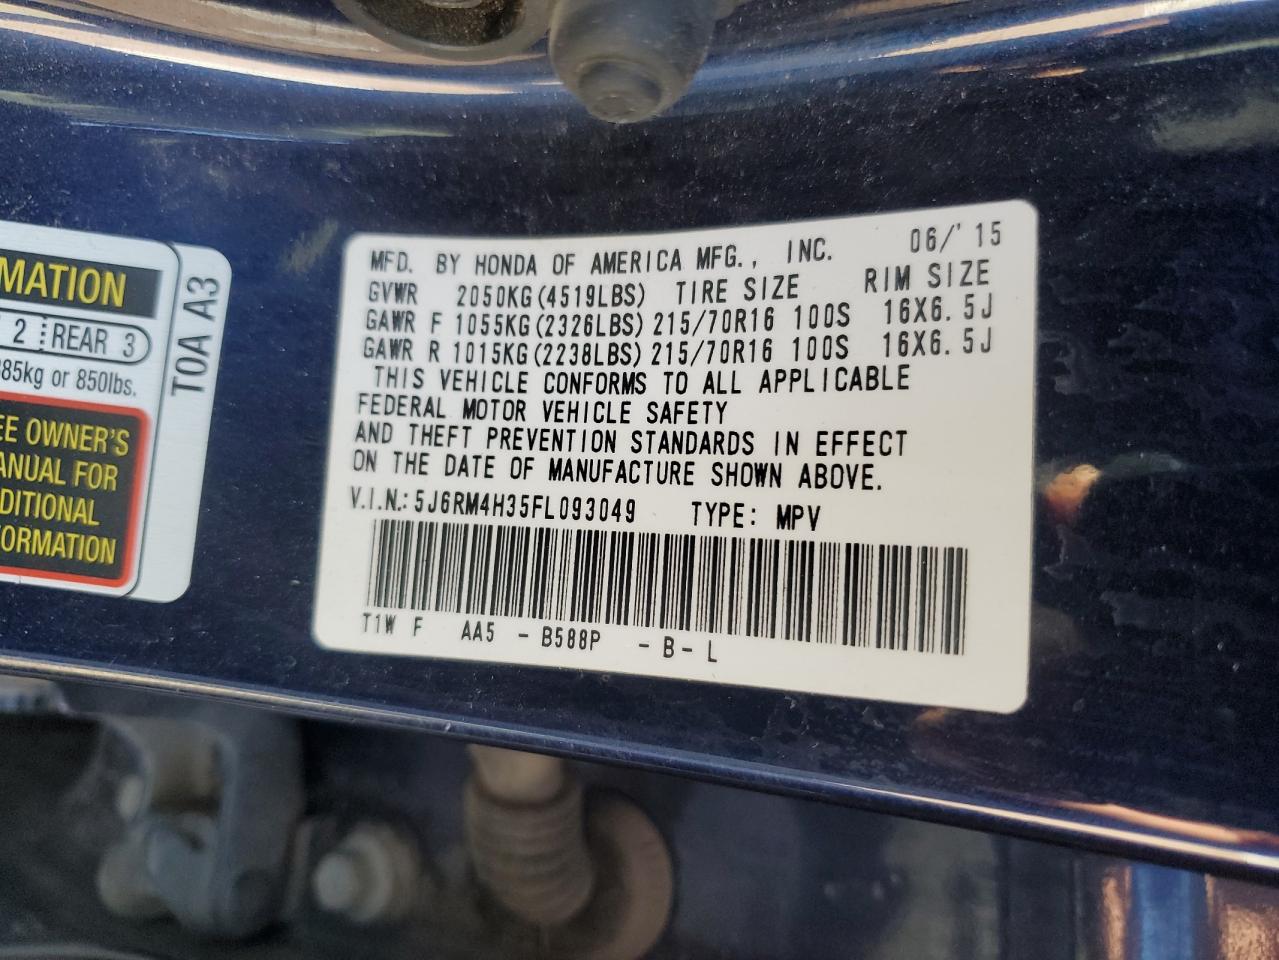 MATION
2 REAR 3
85kg or 850lbs.
EE OWNER'S
ANUAL FOR
DITIONAL
ORMATION
T0A A3
MFD. BY HONDA OF AMERICA MFG., INC. 06/'15
GVWR 2050KG(4519LBS) TIRE SIZE RIM SIZE
GAWR F 1055KG(2326LBS) 215/70R16 100S 16X6.5J
GAWR R 1015KG(2238LBS) 215/70R16 100S 16X6.5J
THIS VEHICLE CONFORMS TO ALL APPLICABLE
FEDERAL MOTOR VEHICLE SAFETY
AND THEFT PREVENTION STANDARDS IN EFFECT
ON THE DATE OF MANUFACTURE SHOWN ABOVE.
V.I.N.: 5J6RM4H35FL093049 TYPE: MPV
T1W F AA5 - B588P - B - L